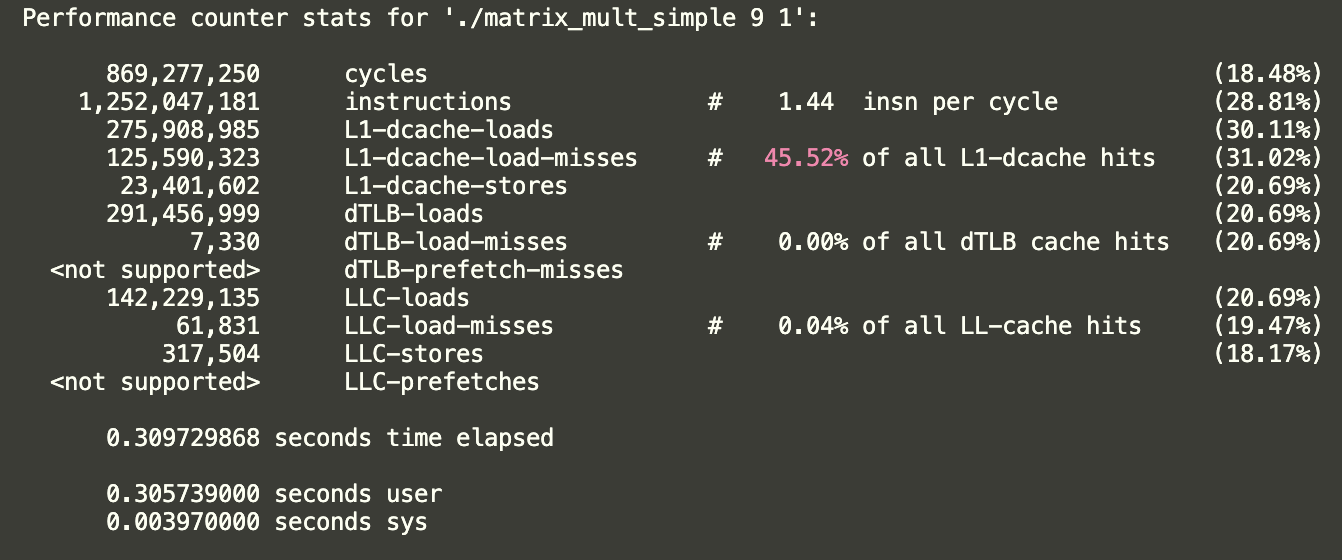 Performance counter stats for './matrix_mult_simple 9 1':
869,277,250 cycles (18.48%)
1,252,047,181 instructions # 1.44 insn per cycle (28.81%)
275,908,985 L1-dcache-loads (30.11%)
125,590,323 L1-dcache-load-misses # 45.52% of all L1-dcache hits (31.02%)
23,401,602 L1-dcache-stores (20.69%)
291,456,999 dTLB-loads (20.69%)
7,330 dTLB-load-misses # 0.00% of all dTLB cache hits (20.69%)
<not supported> dTLB-prefetch-misses
142,229,135 LLC-loads (20.69%)
61,831 LLC-load-misses # 0.04% of all LL-cache hits (19.47%)
317,504 LLC-stores (18.17%)
<not supported> LLC-prefetches
0.309729868 seconds time elapsed
0.305739000 seconds user
0.003970000 seconds sys